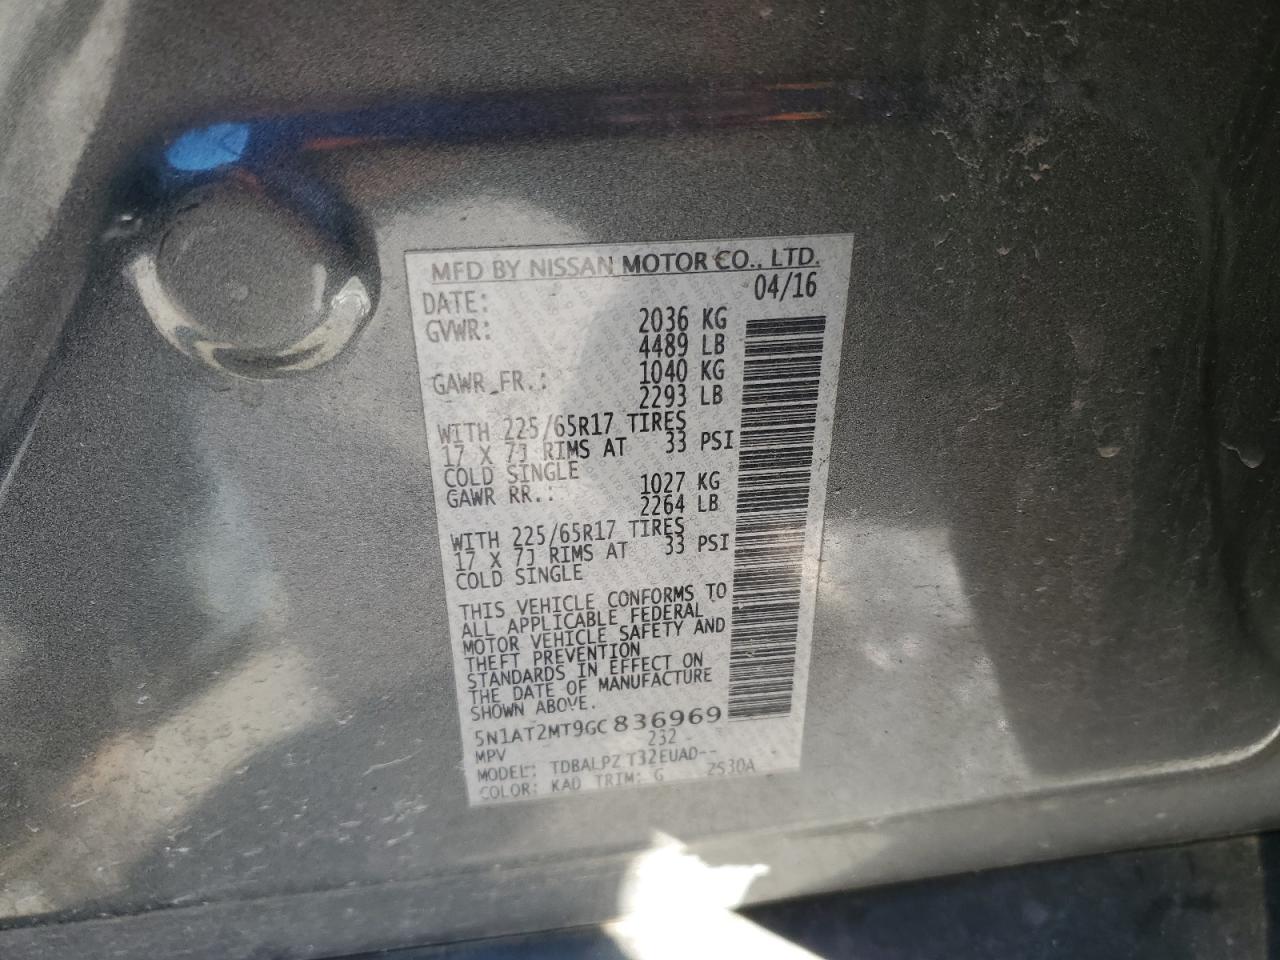 MFD BY NISSAN MOTOR CO., LTD.
DATE: 04/16
GVWR: 2036 KG
4489 LB
GAWR FR.: 1040 KG
2293 LB
WITH 225/65R17 TIRES
17 X 7J RIMS AT 33 PSI
COLD SINGLE
GAWR RR.: 1027 KG
2264 LB
WITH 225/65R17 TIRES
17 X 7J RIMS AT 33 PSI
COLD SINGLE
THIS VEHICLE CONFORMS TO
ALL APPLICABLE FEDERAL
MOTOR VEHICLE SAFETY AND
THEFT PREVENTION
STANDARDS IN EFFECT ON
THE DATE OF MANUFACTURE
SHOWN ABOVE.
5N1AT2MT9GC836969
MPV 232
MODEL: TDBALPZ T32EUAD--
COLOR: KAD TRIM: G 2530A